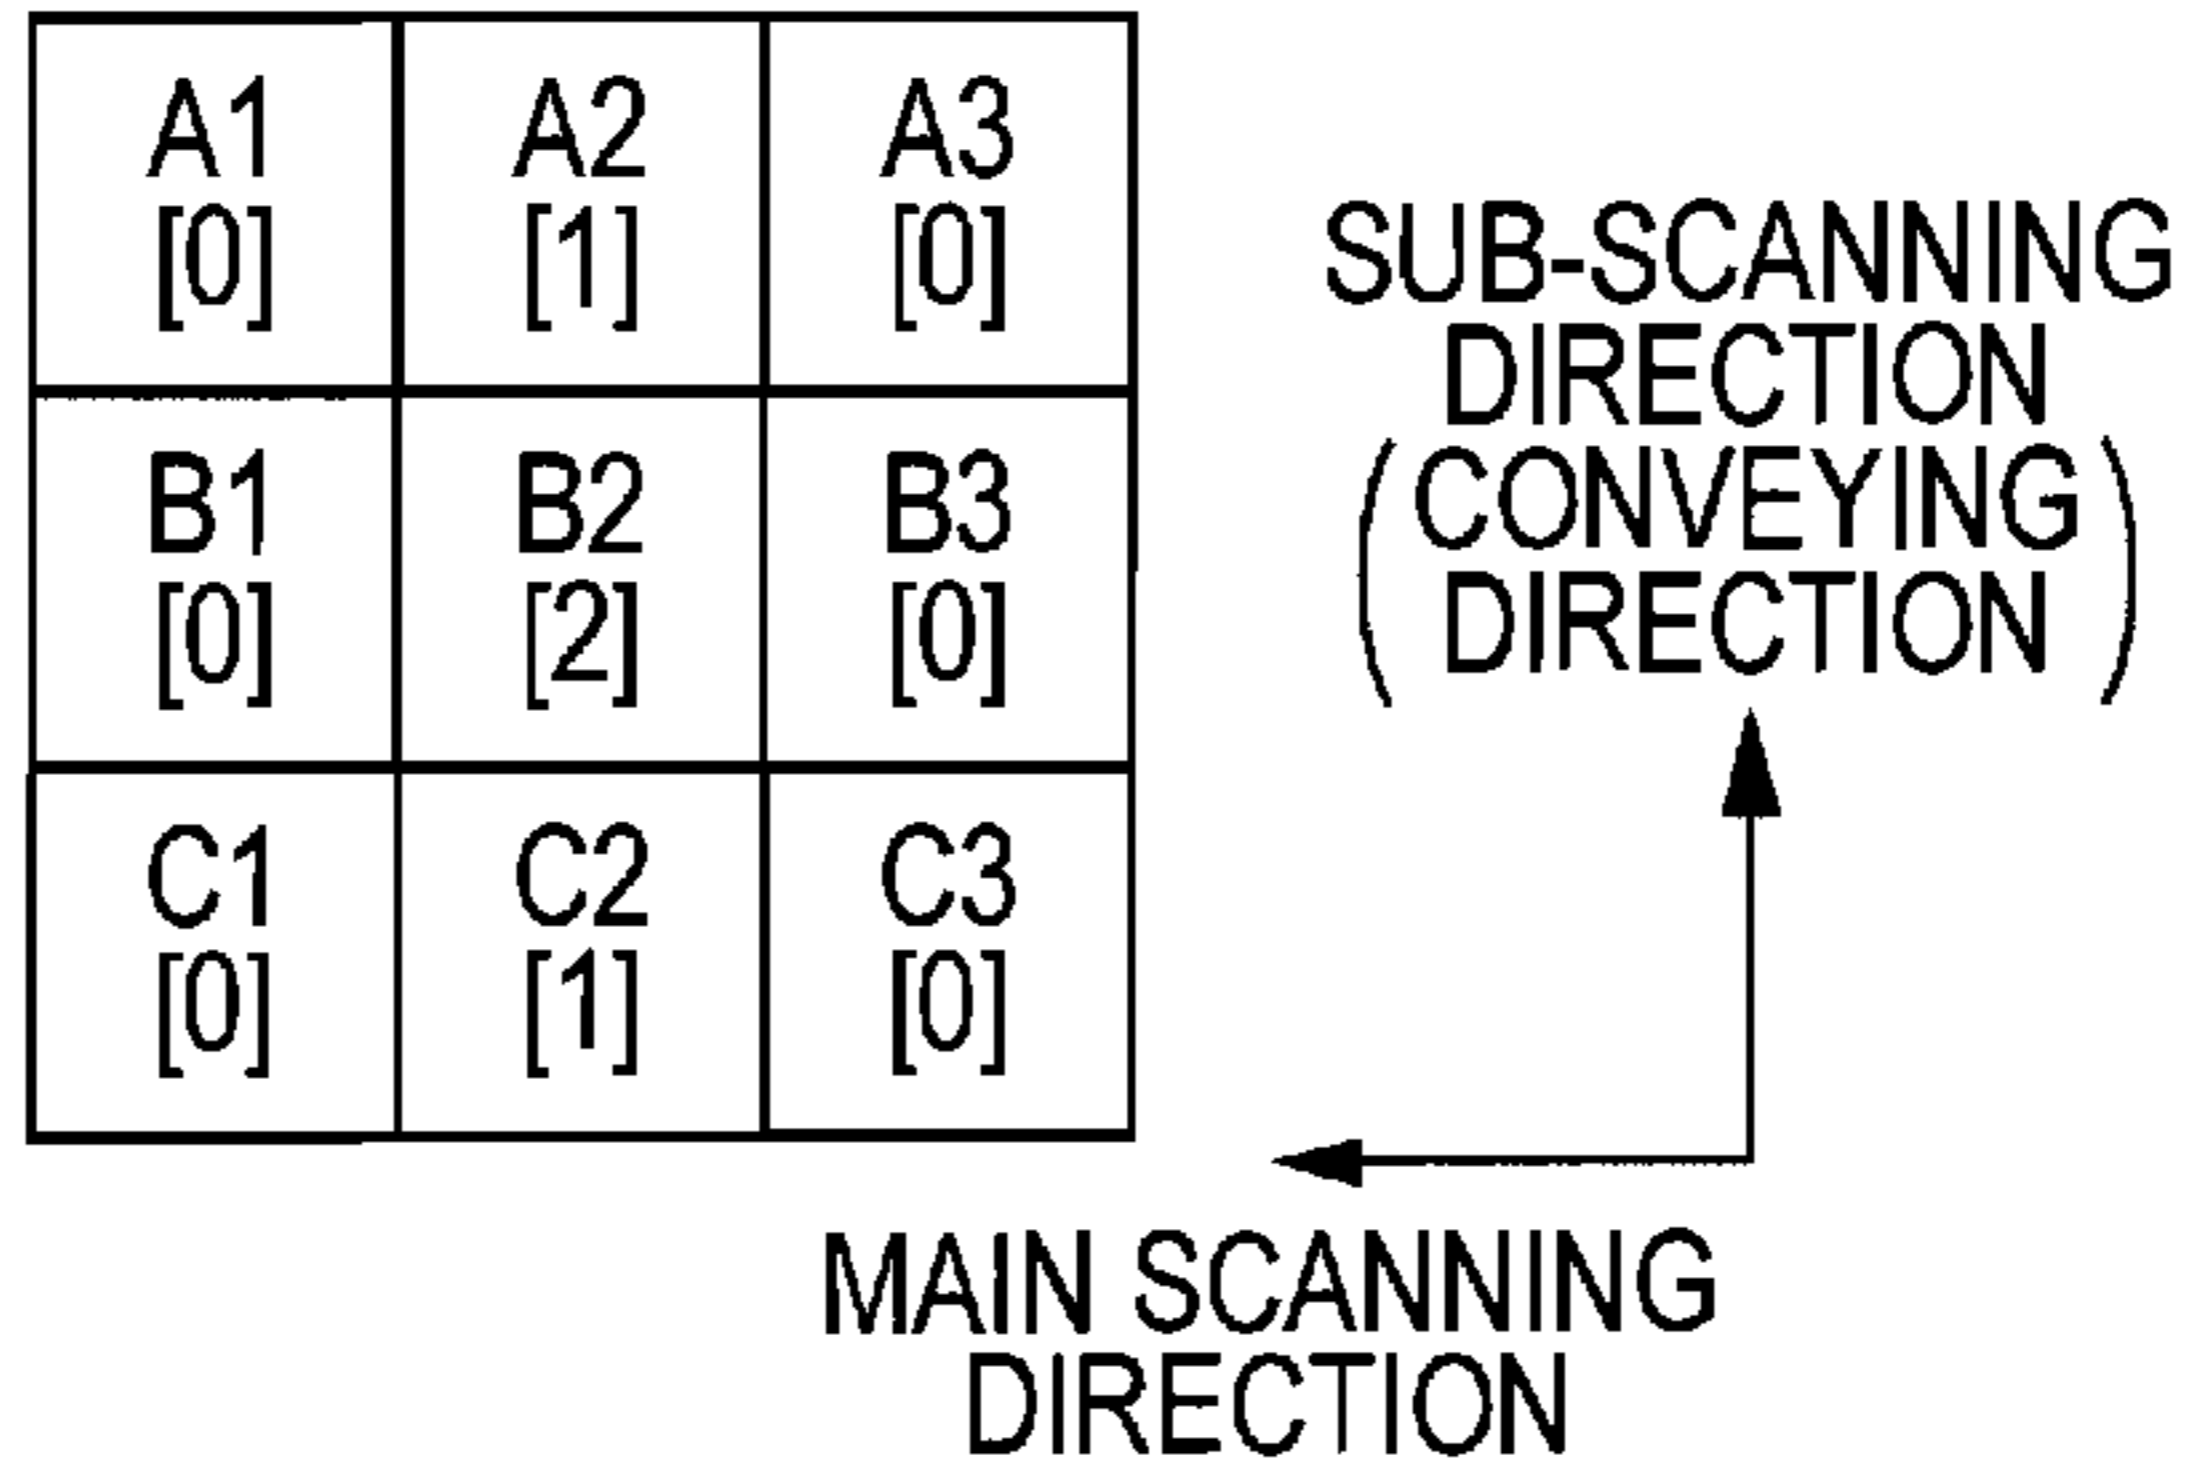 A1 A2 A3
[0] [1] [0]
B1 B2 B3
[0] [2] [0]
C1 C2 C3
[0] [1] [0]
SUB-SCANNING
DIRECTION
(CONVEYING
DIRECTION)
MAIN SCANNING
DIRECTION